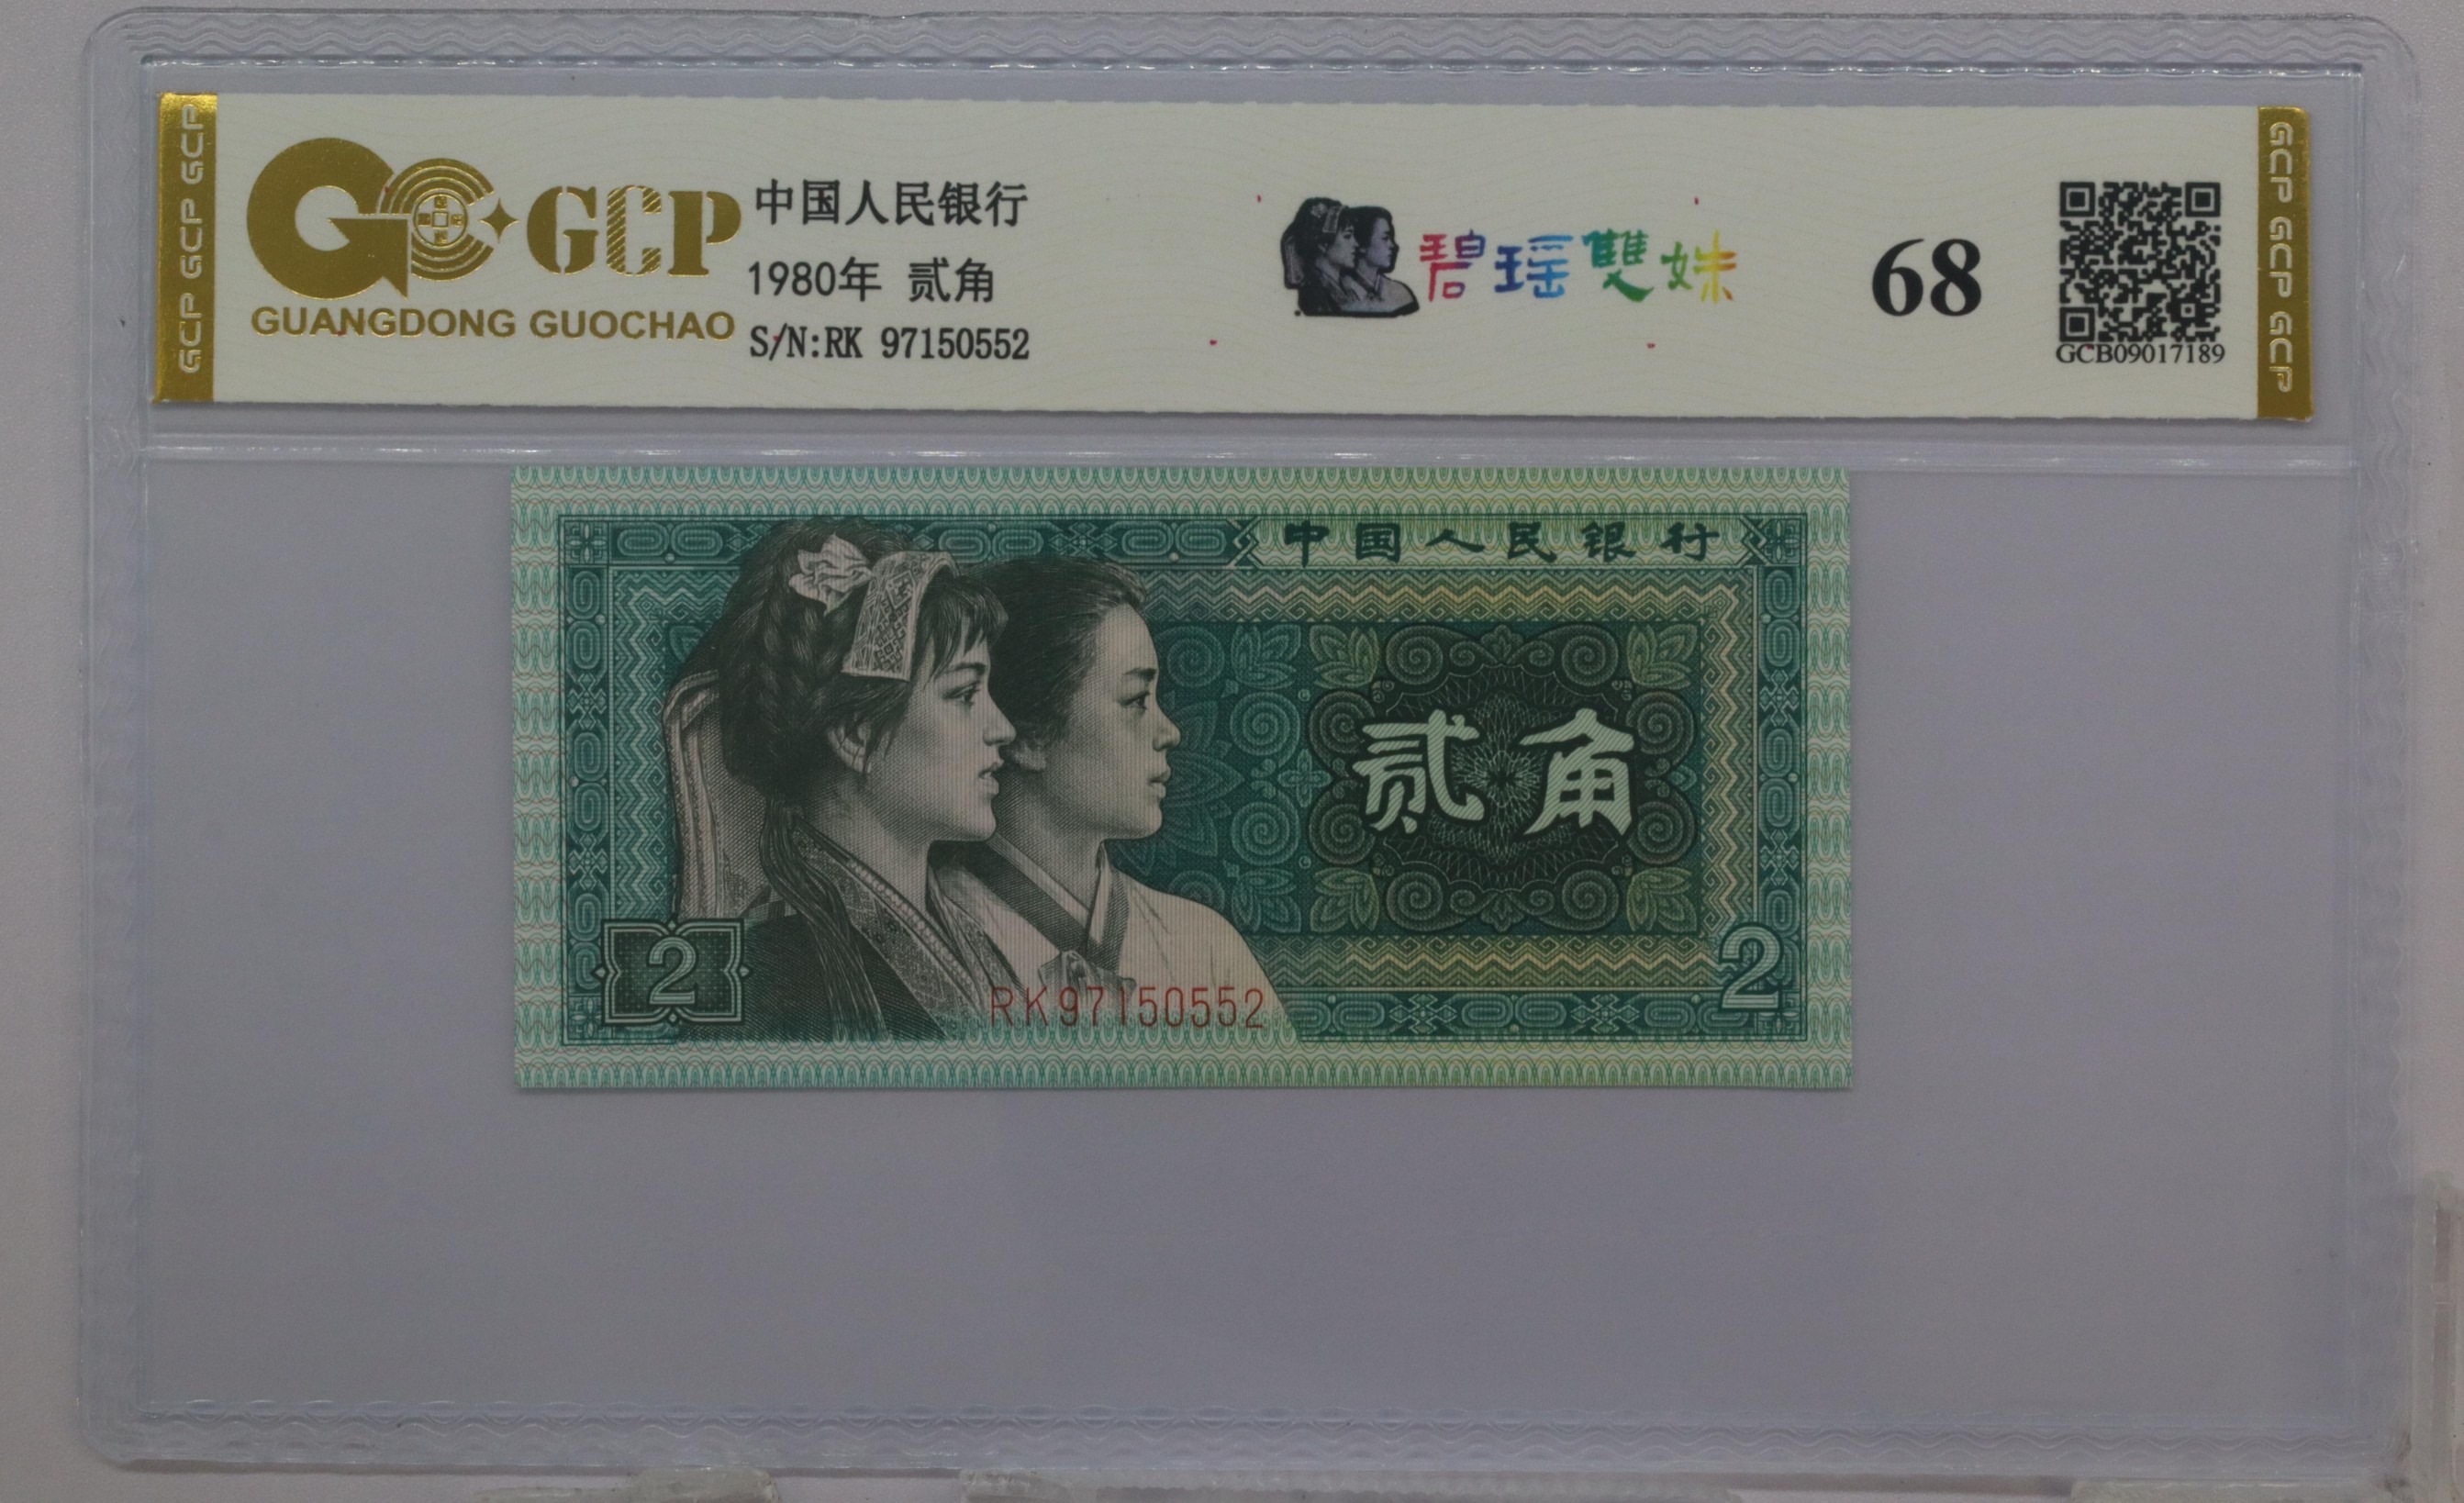 GCP GCP GCP
GCP
GUANGDONG GUOCHAO
中国人民银行
1980年 贰角
S/N:RK 97150552
碧瑶雙姝
68
GCB09017189
GCP GCP GCP
中国人民银行
贰角
2
RK97150552
2